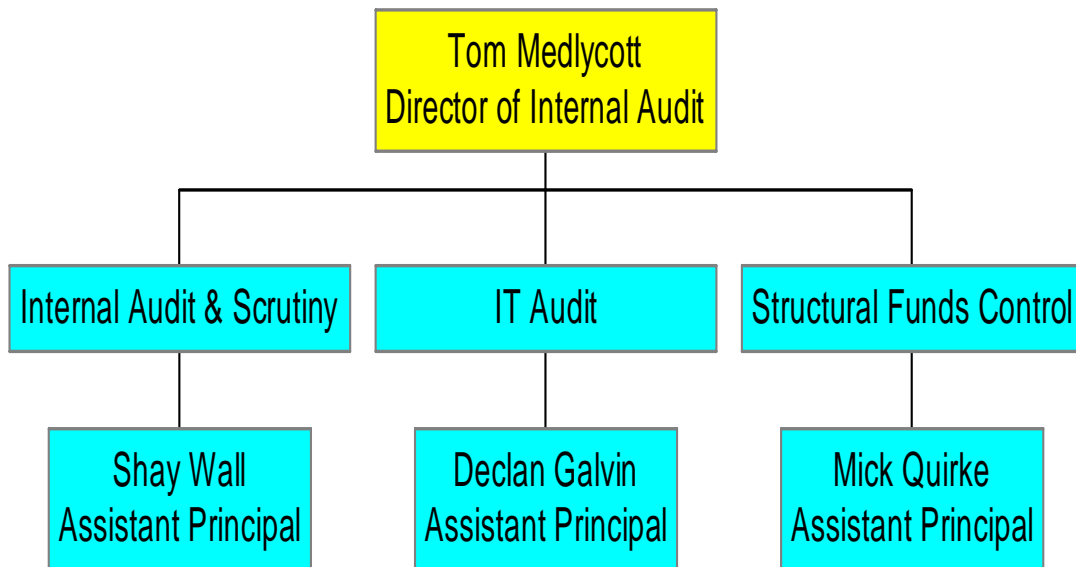 Tom Medlycott
Director of Internal Audit
Internal Audit & Scrutiny
IT Audit
Structural Funds Control
Shay Wall
Assistant Principal
Declan Galvin
Assistant Principal
Mick Quirke
Assistant Principal